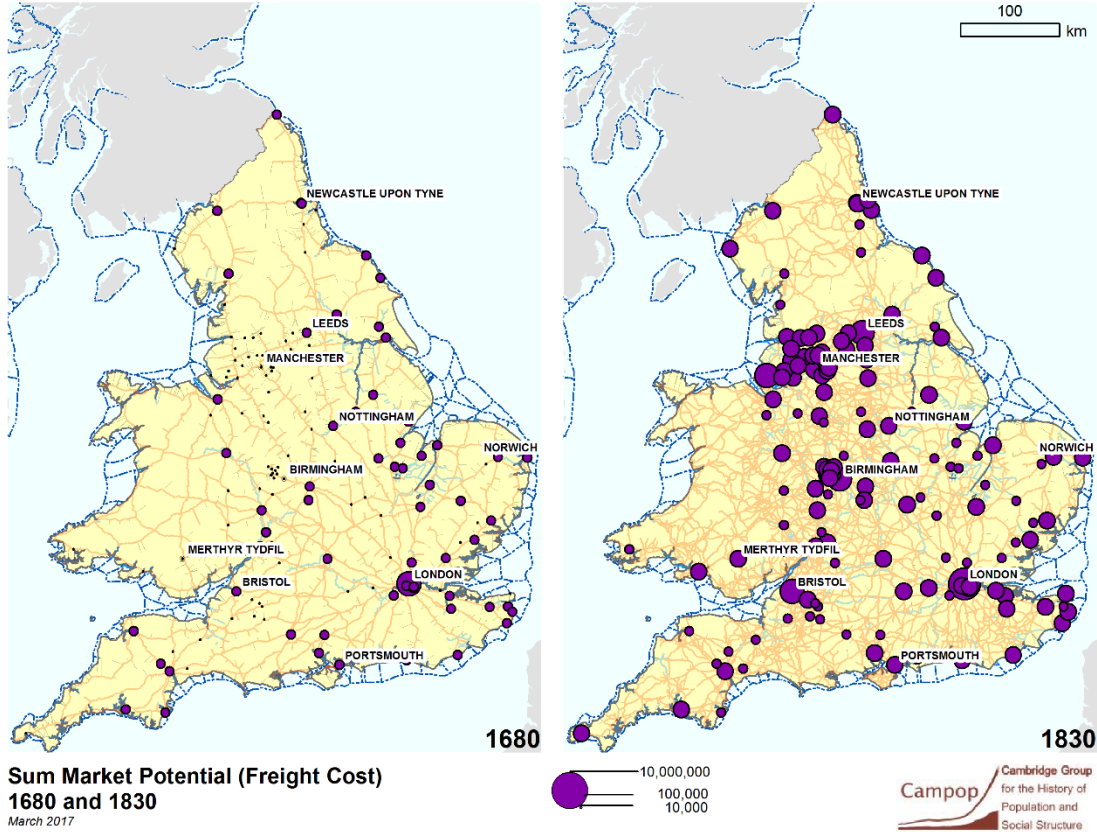 100
km
NEWCASTLE UPON TYNE
LEEDS
MANCHESTER
NOTTINGHAM
NORWICH
BIRMINGHAM
MERTHYR TYDFIL
BRISTOL
LONDON
PORTSMOUTH
1680
NEWCASTLE UPON TYNE
LEEDS
MANCHESTER
NOTTINGHAM
NORWICH
BIRMINGHAM
MERTHYR TYDFIL
BRISTOL
LONDON
PORTSMOUTH
1830
Sum Market Potential (Freight Cost)
1680 and 1830
March 2017
10,000,000
100,000
10,000
Campop
Cambridge Group
for the History of
Population and
Social Structure